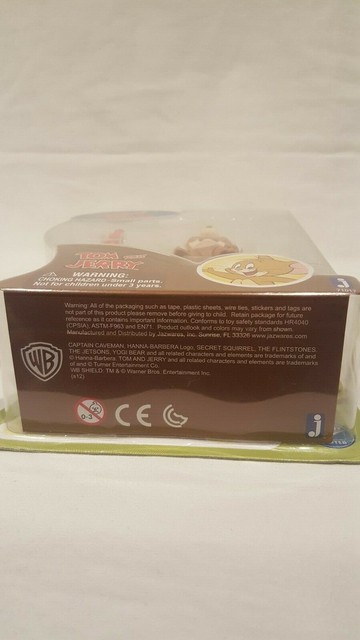 TOM AND
JERRY
WARNING:
CHOKING HAZARD- Small parts.
Not for children under 3 years.
Warning: All of the packaging such as tape, plastic sheets, wire ties, stickers and tags are
not part of this product please remove before giving to child. Retain package for future
reference as it contains important information. Conforms to toy safety standards HR4040
(CPSIA), ASTM-F963 and EN71. Product outlook and colors may vary from shown.
Manufactured and Distributed by Jazwares, Inc. Sunrise, FL 33326 www.jazwares.com
CAPTAIN CAVEMAN, HANNA-BARBERA Logo, SECRET SQUIRREL, THE FLINTSTONES,
THE JETSONS, YOGI BEAR and all related characters and elements are trademarks of and
© Hanna-Barbera. TOM AND JERRY and all related characters and elements are trademarks
of and © Turner Entertainment Co.
WB SHIELD: TM & © Warner Bros. Entertainment Inc.
(s12)
WB
0-3
CE
j